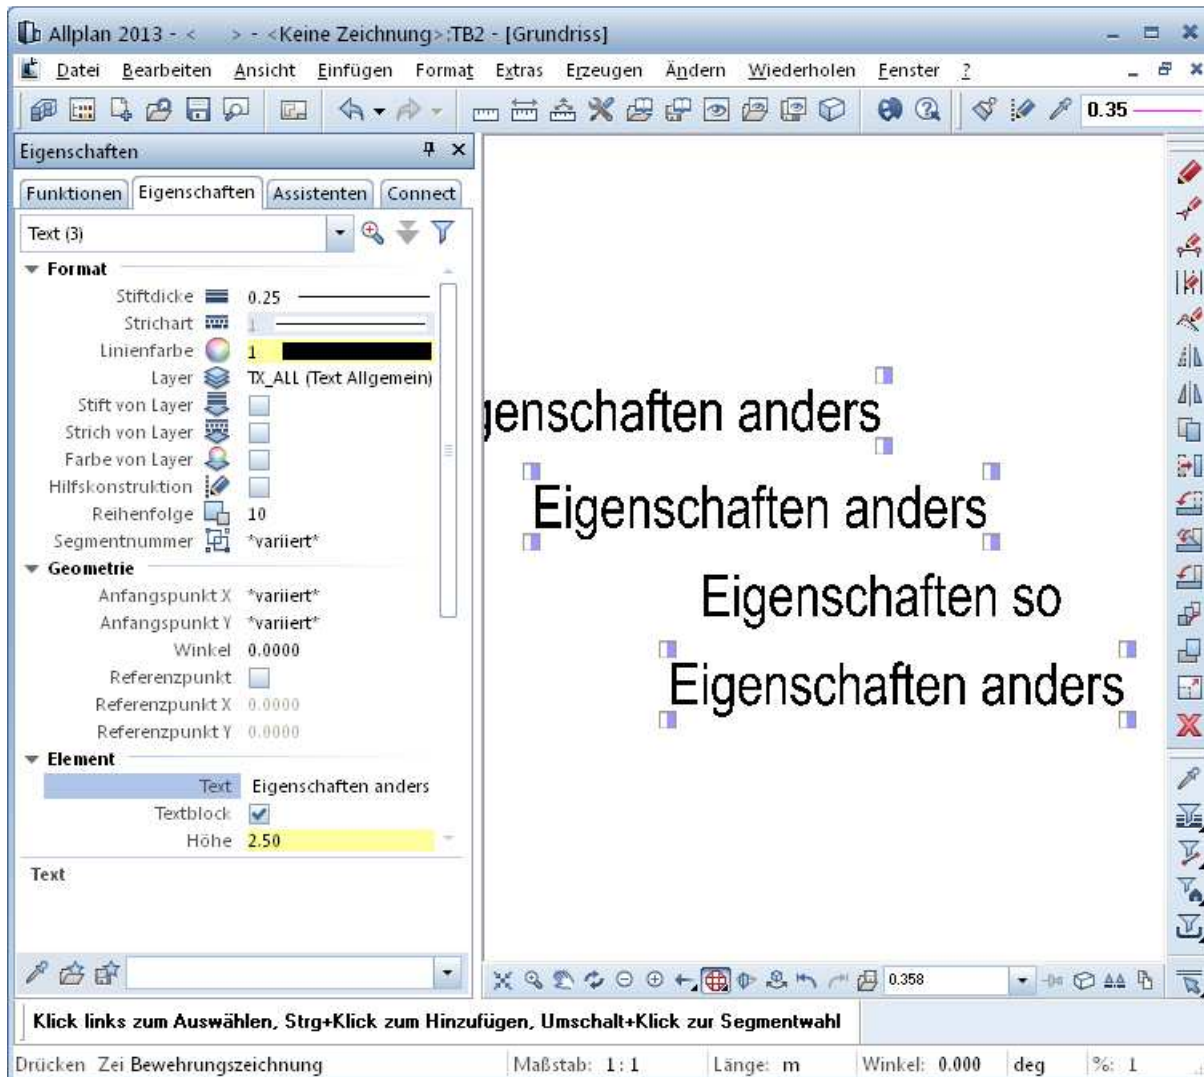 Allplan 2013 - < > - <Keine Zeichnung>:TB2 - [Grundriss]
Datei Bearbeiten Ansicht Einfügen Format Extras Erzeugen Ändern Wiederholen Fenster ?
0.35
Eigenschaften
Funktionen Eigenschaften Assistenten Connect
Text (3)
Format
Stiftdicke 0.25
Strichart 1
Linienfarbe 1
Layer TX_ALL (Text Allgemein)
Stift von Layer
Strich von Layer
Farbe von Layer
Hilfskonstruktion
Reihenfolge 10
Segmentnummer *variiert*
Geometrie
Anfangspunkt X *variiert*
Anfangspunkt Y *variiert*
Winkel 0.0000
Referenzpunkt
Referenzpunkt X 0.0000
Referenzpunkt Y 0.0000
Element
Text Eigenschaften anders
Textblock
Höhe 2.50
Text
genschaften anders
Eigenschaften anders
Eigenschaften so
Eigenschaften anders
0.358
Klick links zum Auswählen, Strg+Klick zum Hinzufügen, Umschalt+Klick zur Segmentwahl
Drücken Zei Bewehrungszeichnung Maßstab: 1:1 Länge: m Winkel: 0.000 deg %: 1